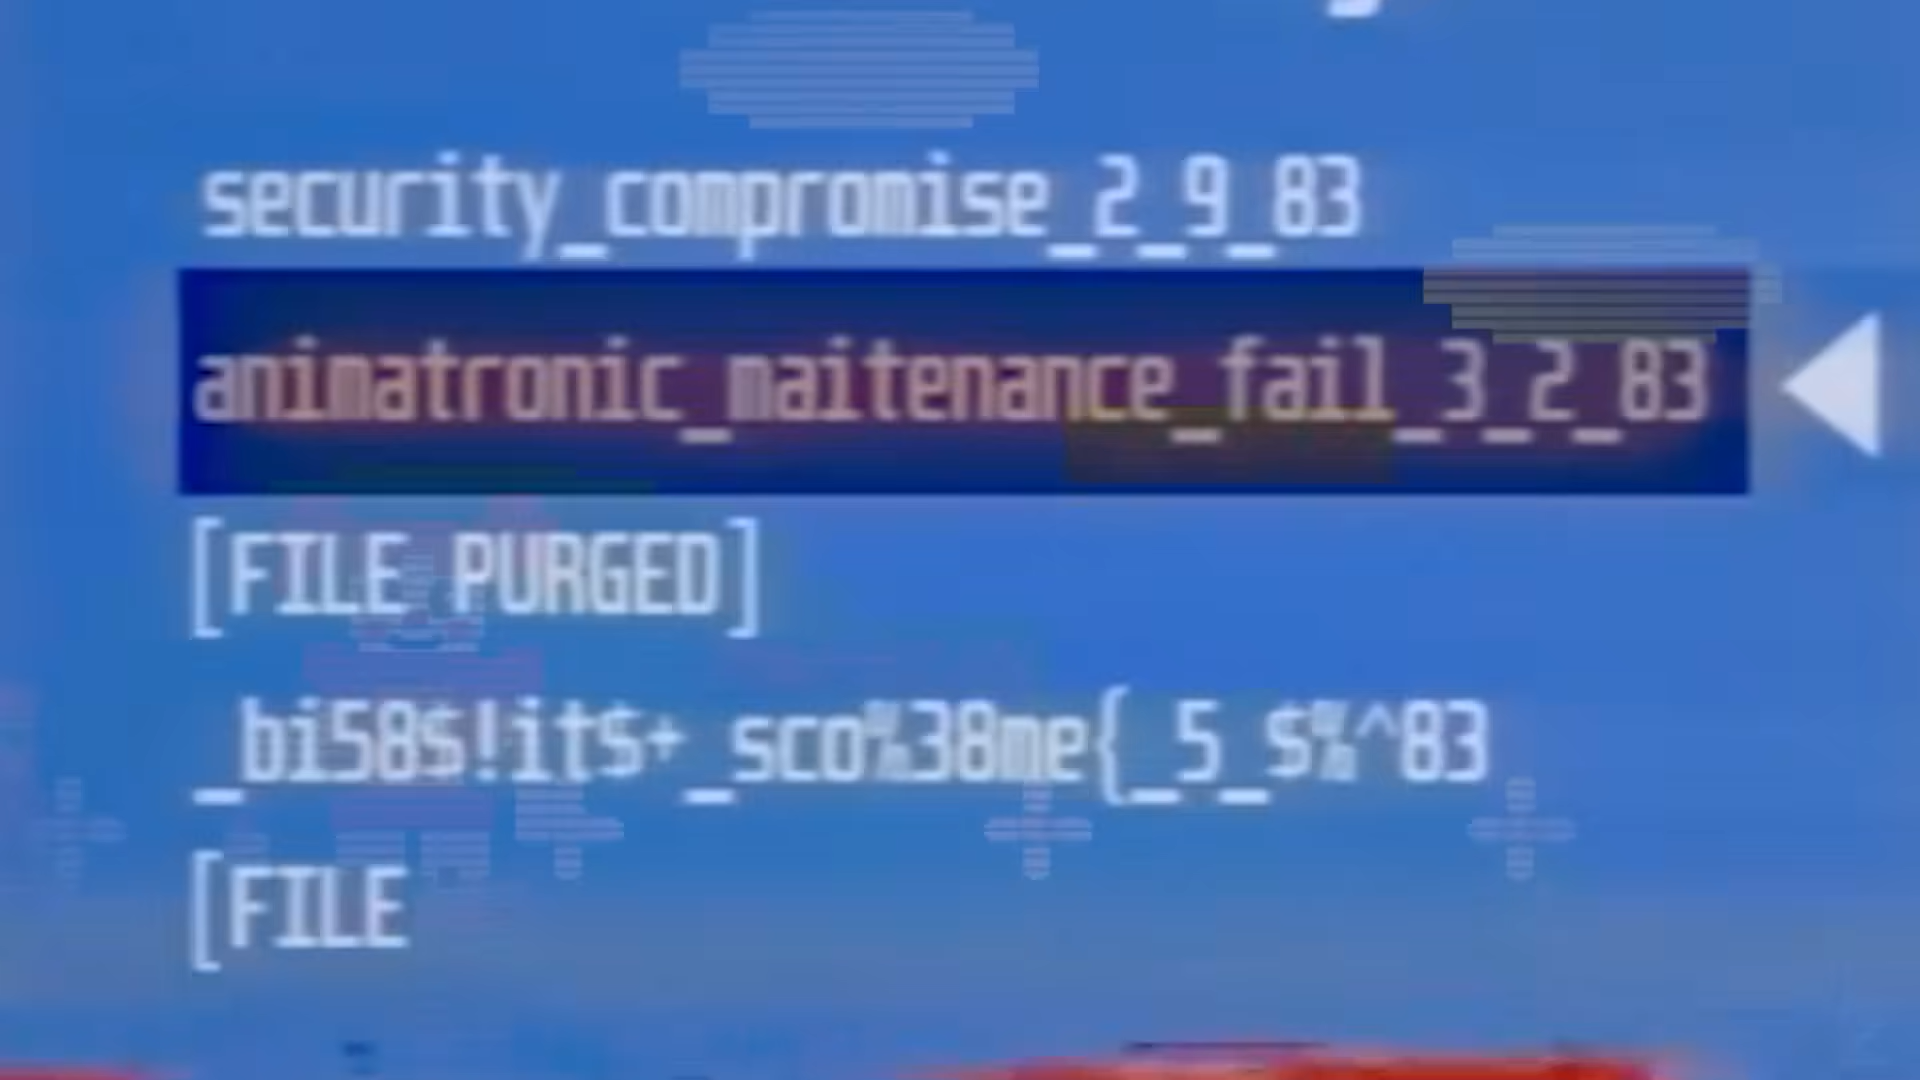 security_compromise_2_9_83
animatronic_maitenance_fail_3_2_83
[FILE PURGED]
_bi58$!it$+_sco%38me{_5_$%^83
[FILE